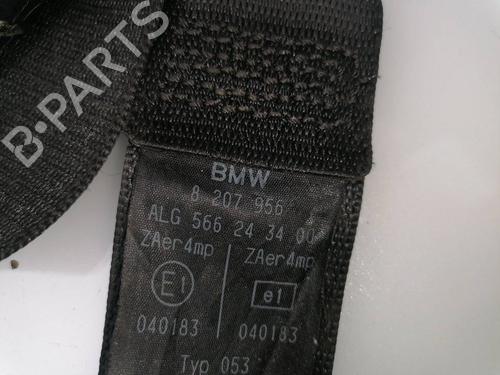 B-PARTS
BMW
8 207 956
ALG 566 24 34 00
ZAer4mp ZAer4mp
E1 e1
040183 040183
Typ 053